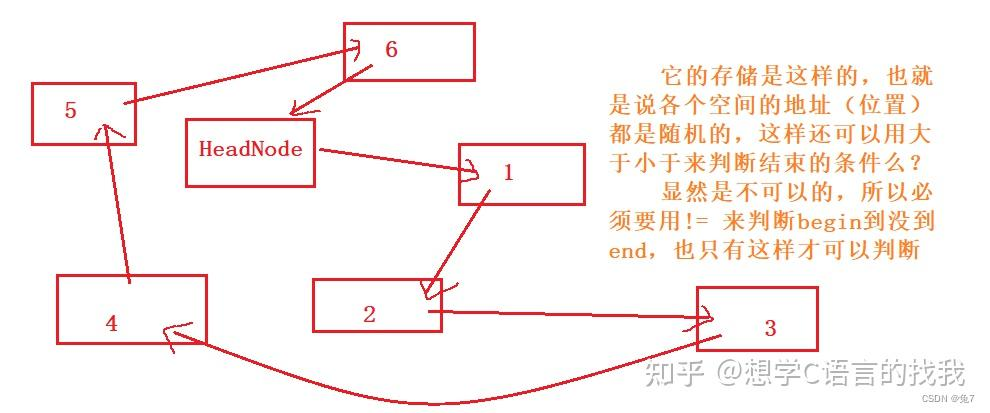 6
5
HeadNode
1
4
2
3
它的存储是这样的，也就
是说各个空间的地址（位置）
都是随机的，这样还可以用大
于小于来判断结束的条件么？
显然是不可以的，所以必
须要用!= 来判断begin到没到
end，也只有这样才可以判断
知乎 @想学C语言的找我
CSDN @兔7